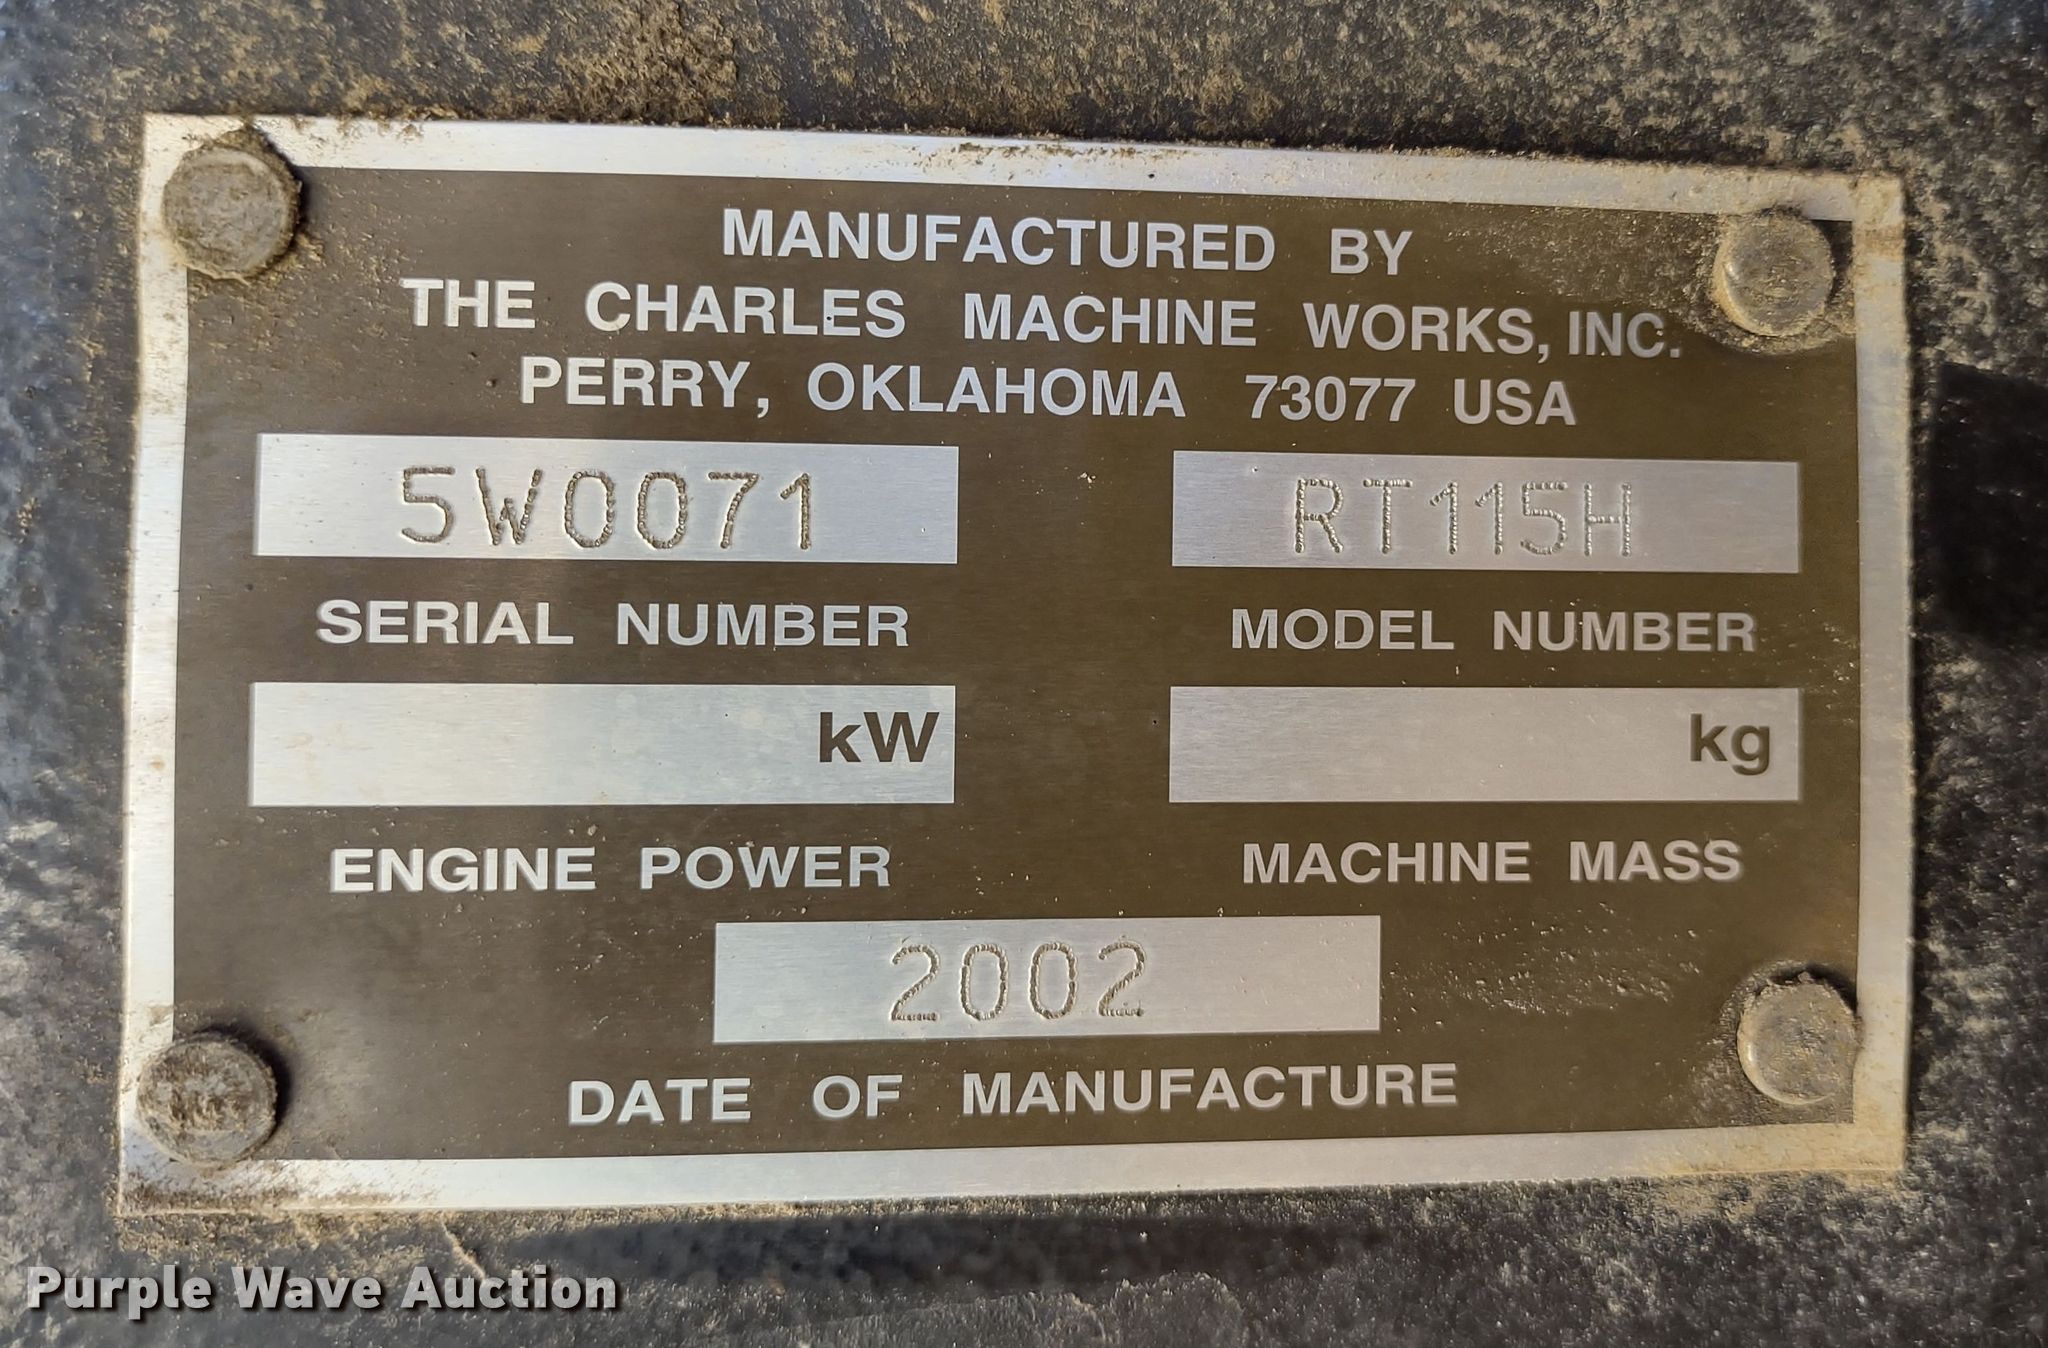 MANUFACTURED BY
THE CHARLES MACHINE WORKS, INC.
PERRY, OKLAHOMA 73077 USA
5W0071 RT115H
SERIAL NUMBER MODEL NUMBER
kW kg
ENGINE POWER MACHINE MASS
2002
DATE OF MANUFACTURE
Purple Wave Auction